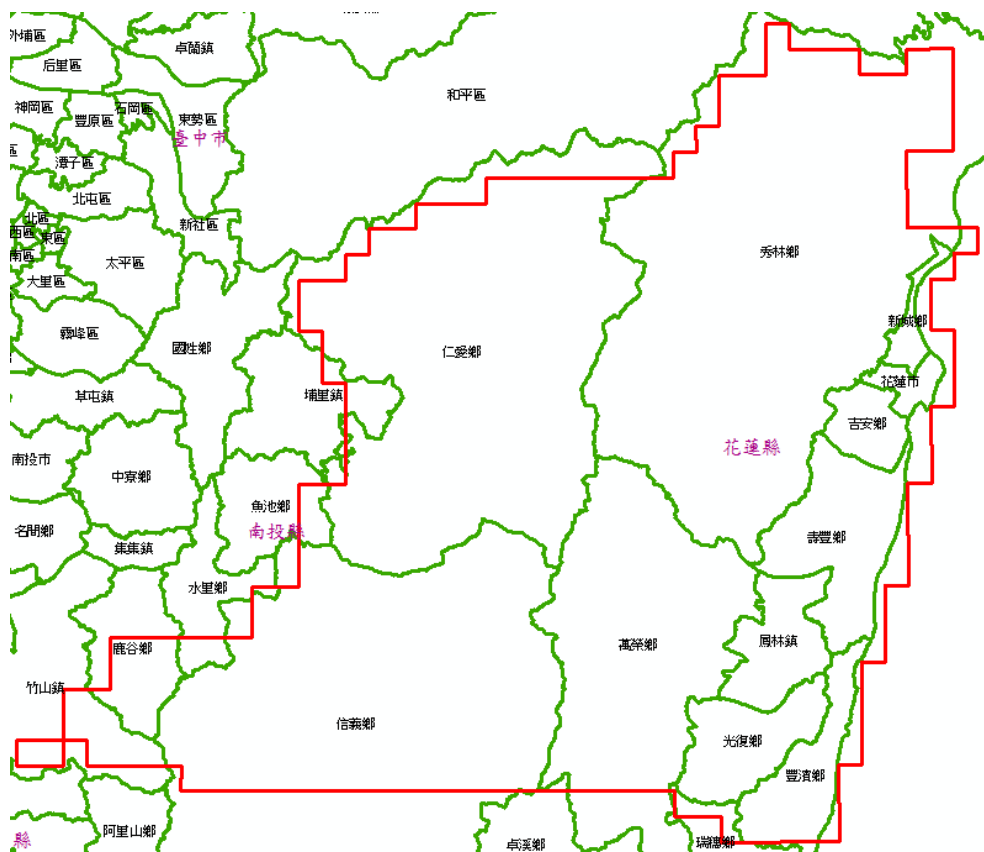 外埔區
卓蘭鎮
后里區
和平區
神岡區
石岡區
豐原區
東勢區
臺中市
區
潭子區
北屯區
北區
新社區
西區
東區
秀林鄉
南區
太平區
大里區
新城鄉
霧峰區
國姓鄉
仁愛鄉
花蓮市
草屯鎮
埔里鎮
吉安鄉
花蓮縣
南投市
中寮鄉
魚池鄉
名間鄉
南投縣
壽豐鄉
集集鎮
水里鄉
鹿谷鄉
萬榮鄉
鳳林鎮
竹山鎮
信義鄉
光復鄉
豐濱鄉
阿里山鄉
縣
卓溪鄉
瑞穗鄉